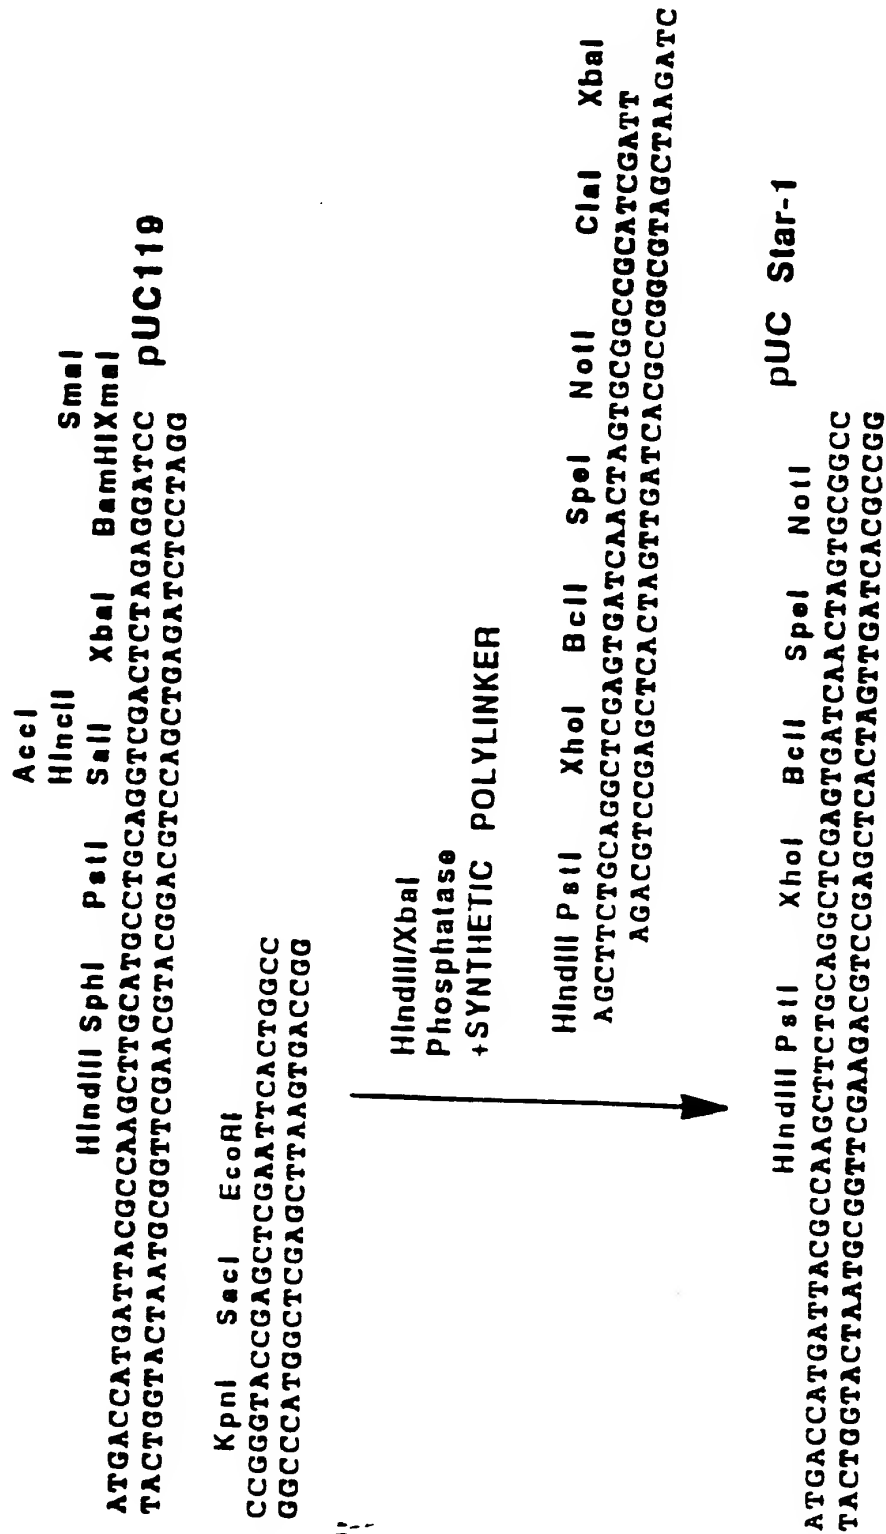 AccI
HincII SmaI
HindIII SphI PstI SalI XbaI BamHI XmaI
ATGACCATGATTACGCCAAGCTTGCATGCCTGCAGGTCGACTCTAGAGGATCC
pUC119
TACTGGTACTAATGCGGTTCGAACGTACGGACGTCCAGCTGAGATCTCCTAGG
KpnI SacI EcoRI
CCGGGTACCGAGCTCGAATTCACTGGCC
GGCCCATGGCTCGAGCTTAAGTGACCGG
HindIII/XbaI
Phosphatase
+SYNTHETIC POLYLINKER
HindIII PstI XhoI BclI SpeI NotI ClaI XbaI
AGCTTCTGCAGGCTCGAGTGATCAACTAGTGCGGCCGCATCGATT
AGACGTCCGAGCTCACTAGTTGATCACGCCGGCGTAGCTAAGATC
HindIII PstI XhoI BclI SpeI NotI
pUC Star-1
ATGACCATGATTACGCCAAGCTTCTGCAGGCTCGAGTGATCAACTAGTGCGGCC
TACTGGTACTAATGCGGTTCGAAGACGTCCGAGCTCACTAGTTGATCACGCCGG